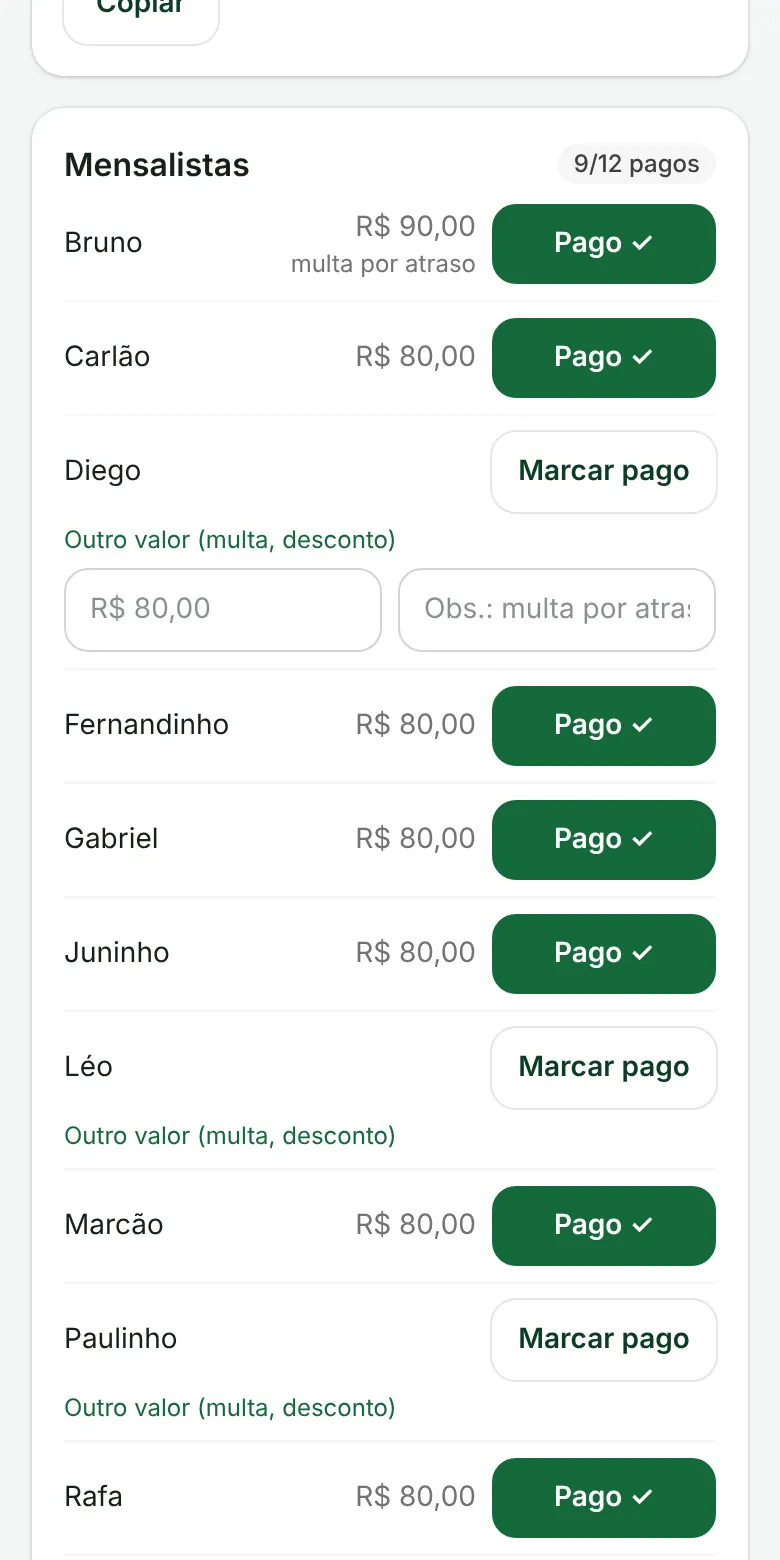 Copiar
Mensalistas
9/12 pagos
Bruno
R$ 90,00
multa por atraso
Pago ✓
Carlão
R$ 80,00
Pago ✓
Diego
Marcar pago
Outro valor (multa, desconto)
R$ 80,00
Obs.: multa por atra
Fernandinho
R$ 80,00
Pago ✓
Gabriel
R$ 80,00
Pago ✓
Juninho
R$ 80,00
Pago ✓
Léo
Marcar pago
Outro valor (multa, desconto)
Marcão
R$ 80,00
Pago ✓
Paulinho
Marcar pago
Outro valor (multa, desconto)
Rafa
R$ 80,00
Pago ✓